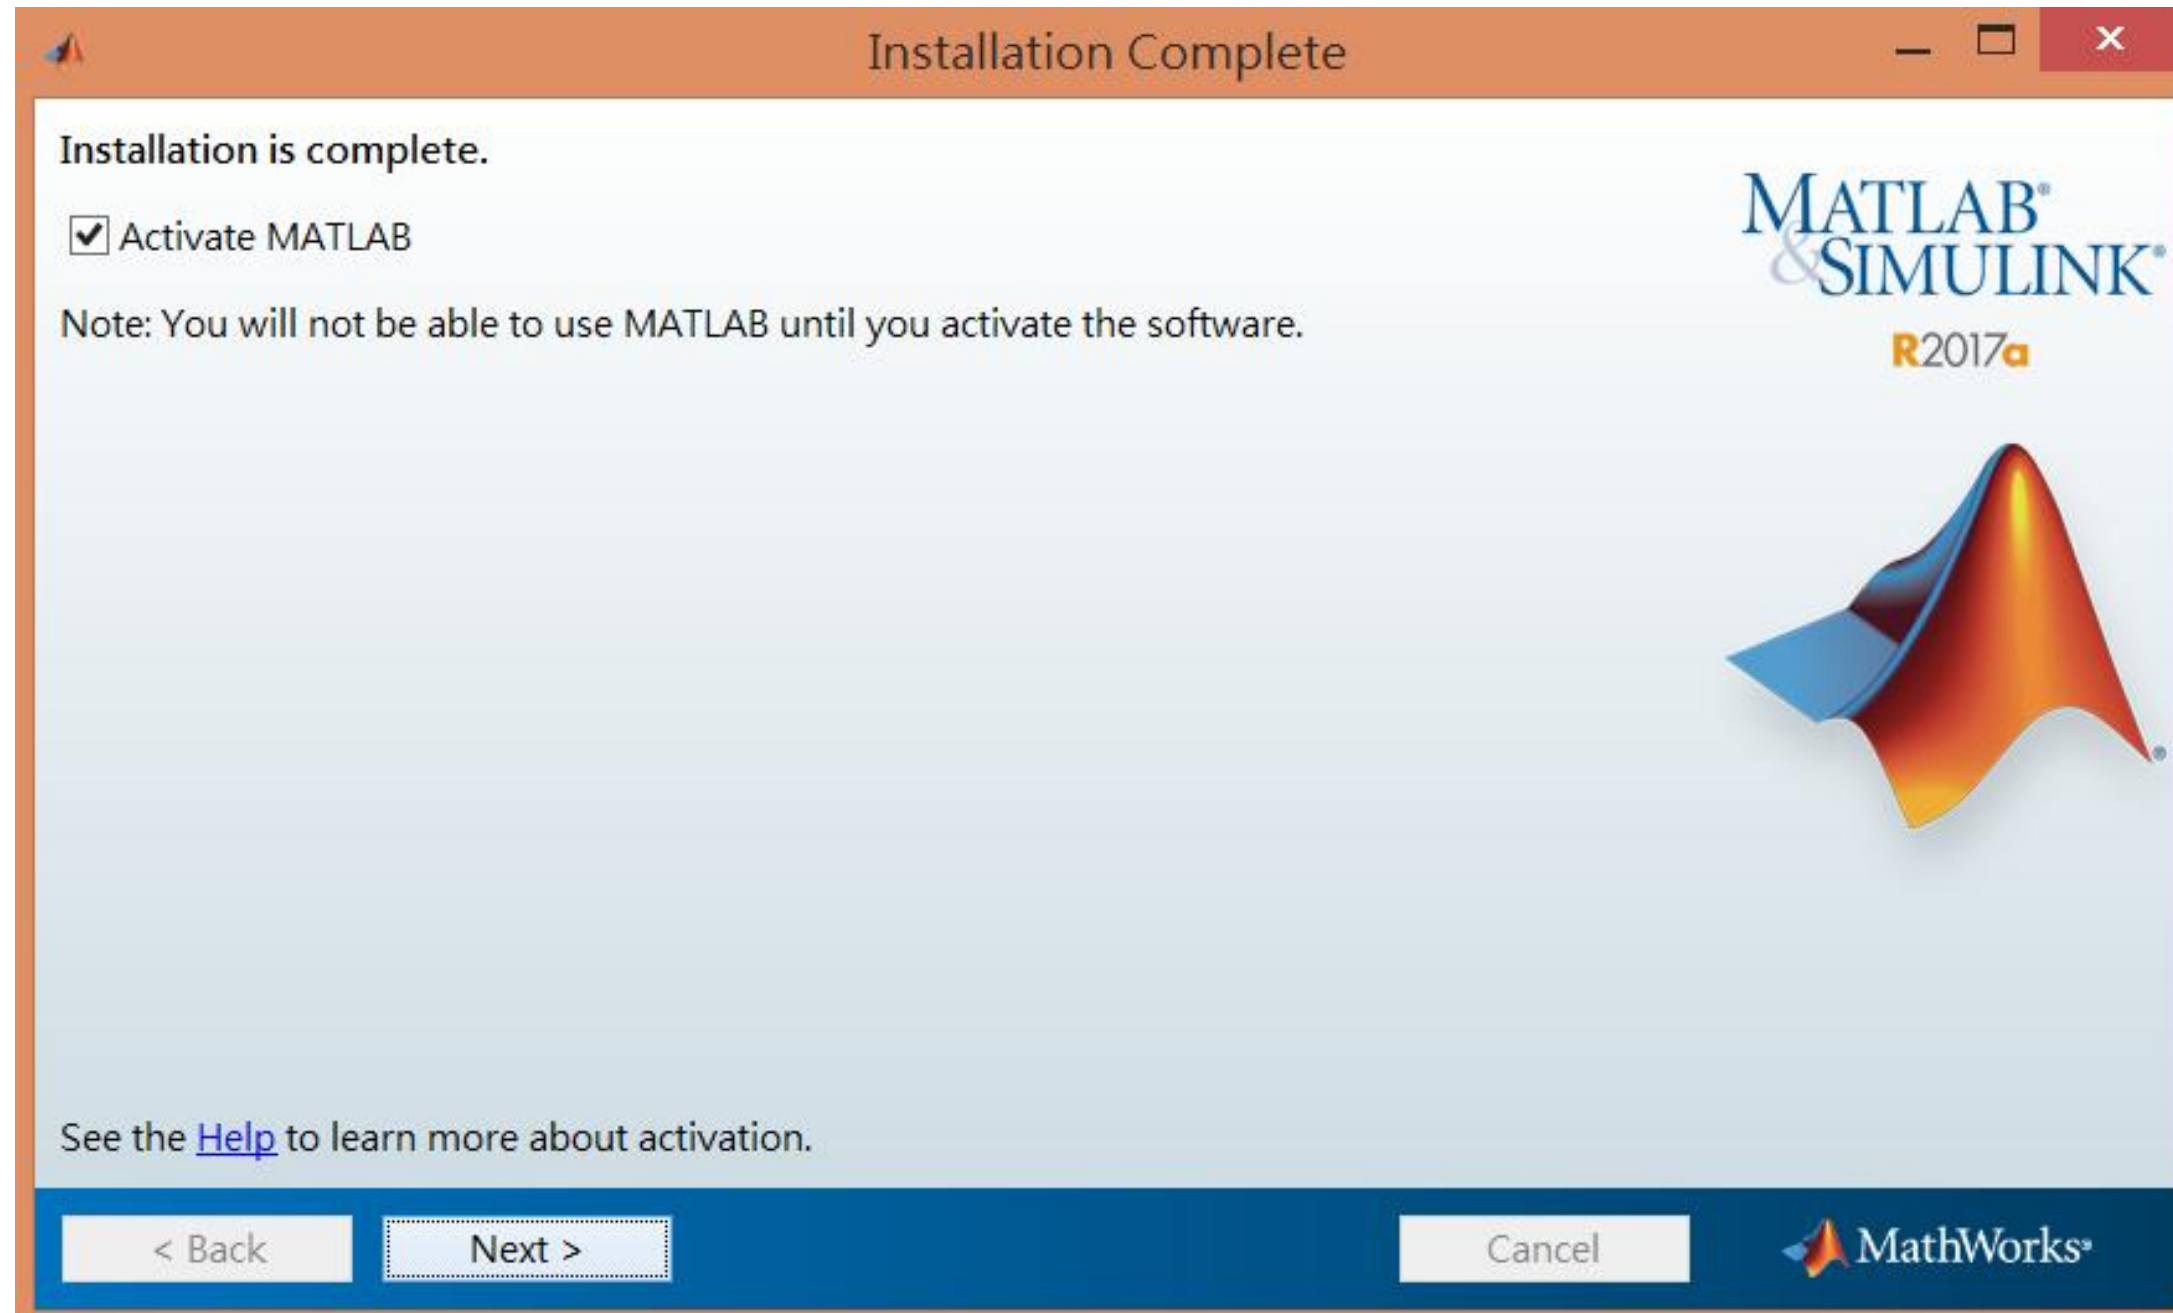 Installation Complete
Installation is complete.
Activate MATLAB
Note: You will not be able to use MATLAB until you activate the software.
MATLAB®
&SIMULINK®
R2017a
®
See the Help to learn more about activation.
< Back
Next >
Cancel
MathWorks®